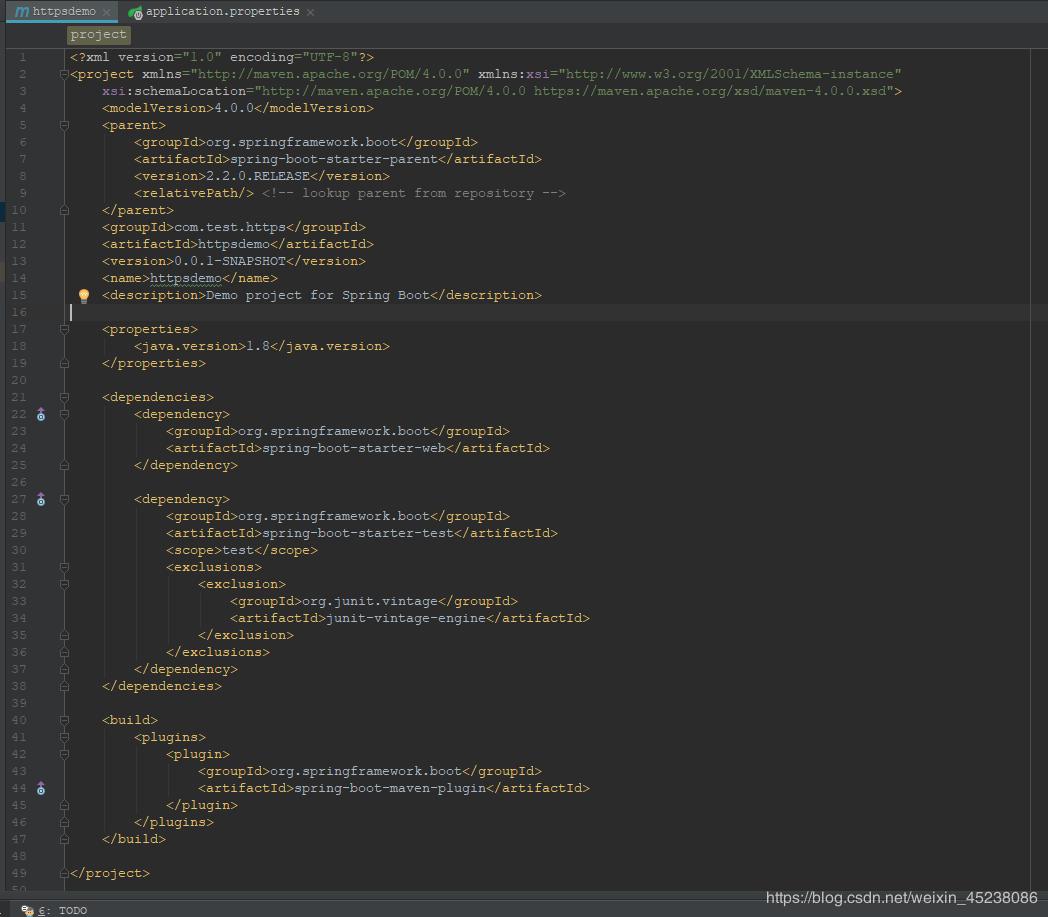 httpsdemo
application.properties
project
1 <?xml version="1.0" encoding="UTF-8"?>
2 <project xmlns="http://maven.apache.org/POM/4.0.0" xmlns:xsi="http://www.w3.org/2001/XMLSchema-instance"
3 xsi:schemaLocation="http://maven.apache.org/POM/4.0.0 https://maven.apache.org/xsd/maven-4.0.0.xsd">
4 <modelVersion>4.0.0</modelVersion>
5 <parent>
6 <groupId>org.springframework.boot</groupId>
7 <artifactId>spring-boot-starter-parent</artifactId>
8 <version>2.2.0.RELEASE</version>
9 <relativePath/> <!-- lookup parent from repository -->
10 </parent>
11 <groupId>com.test.https</groupId>
12 <artifactId>httpsdemo</artifactId>
13 <version>0.0.1-SNAPSHOT</version>
14 <name>httpsdemo</name>
15 <description>Demo project for Spring Boot</description>
16
17 <properties>
18 <java.version>1.8</java.version>
19 </properties>
20
21 <dependencies>
22 <dependency>
23 <groupId>org.springframework.boot</groupId>
24 <artifactId>spring-boot-starter-web</artifactId>
25 </dependency>
26
27 <dependency>
28 <groupId>org.springframework.boot</groupId>
29 <artifactId>spring-boot-starter-test</artifactId>
30 <scope>test</scope>
31 <exclusions>
32 <exclusion>
33 <groupId>org.junit.vintage</groupId>
34 <artifactId>junit-vintage-engine</artifactId>
35 </exclusion>
36 </exclusions>
37 </dependency>
38 </dependencies>
39
40 <build>
41 <plugins>
42 <plugin>
43 <groupId>org.springframework.boot</groupId>
44 <artifactId>spring-boot-maven-plugin</artifactId>
45 </plugin>
46 </plugins>
47 </build>
48
49 </project>
50
https://blog.csdn.net/weixin_45238086
6: TODO